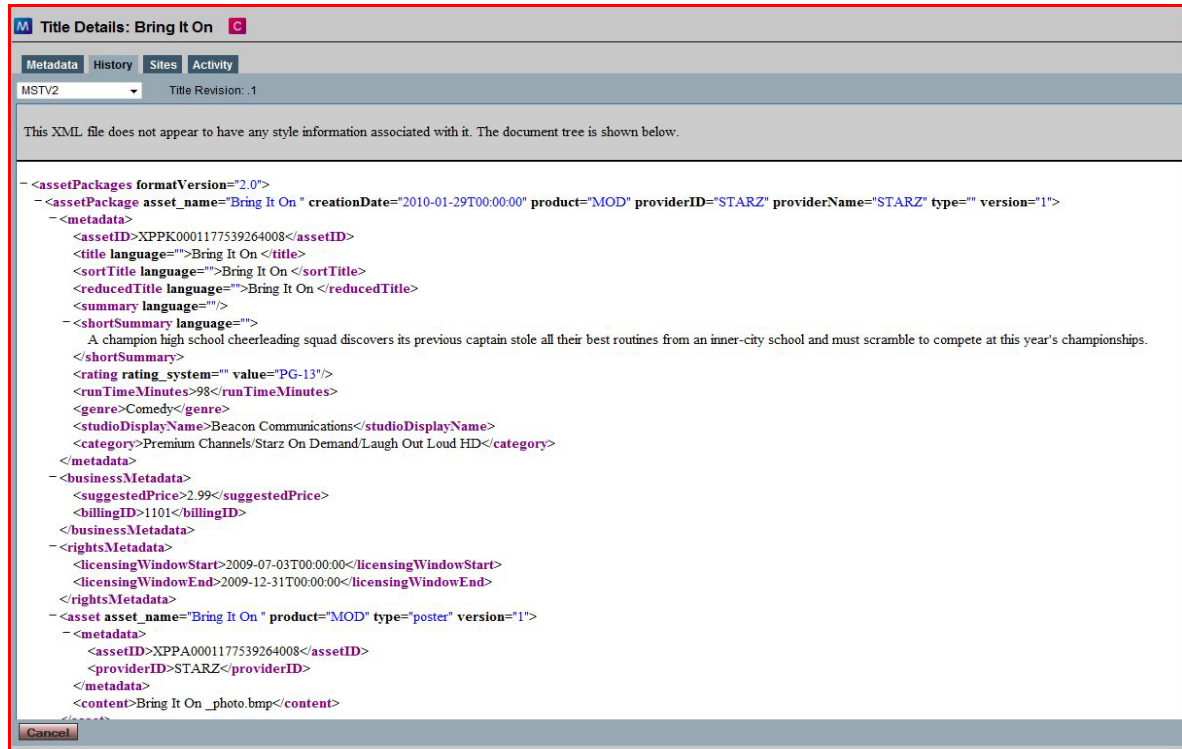 M Title Details: Bring It On C
Metadata History Sites Activity
MSTV2 Title Revision: .1
This XML file does not appear to have any style information associated with it. The document tree is shown below.
− <assetPackages formatVersion="2.0">
− <assetPackage asset_name="Bring It On " creationDate="2010-01-29T00:00:00" product="MOD" providerID="STARZ" providerName="STARZ" type="" version="1">
− <metadata>
<assetID>XPPK0001177539264008</assetID>
<title language="">Bring It On </title>
<sortTitle language="">Bring It On </sortTitle>
<reducedTitle language="">Bring It On </reducedTitle>
<summary language=""/>
− <shortSummary language="">
A champion high school cheerleading squad discovers its previous captain stole all their best routines from an inner-city school and must scramble to compete at this year's championships.
</shortSummary>
<rating rating_system="" value="PG-13"/>
<runTimeMinutes>98</runTimeMinutes>
<genre>Comedy</genre>
<studioDisplayName>Beacon Communications</studioDisplayName>
<category>Premium Channels/Starz On Demand/Laugh Out Loud HD</category>
</metadata>
− <businessMetadata>
<suggestedPrice>2.99</suggestedPrice>
<billingID>1101</billingID>
</businessMetadata>
− <rightsMetadata>
<licensingWindowStart>2009-07-03T00:00:00</licensingWindowStart>
<licensingWindowEnd>2009-12-31T00:00:00</licensingWindowEnd>
</rightsMetadata>
− <asset asset_name="Bring It On " product="MOD" type="poster" version="1">
− <metadata>
<assetID>XPPA0001177539264008</assetID>
<providerID>STARZ</providerID>
</metadata>
<content>Bring It On _photo.bmp</content>
</asset>
Cancel